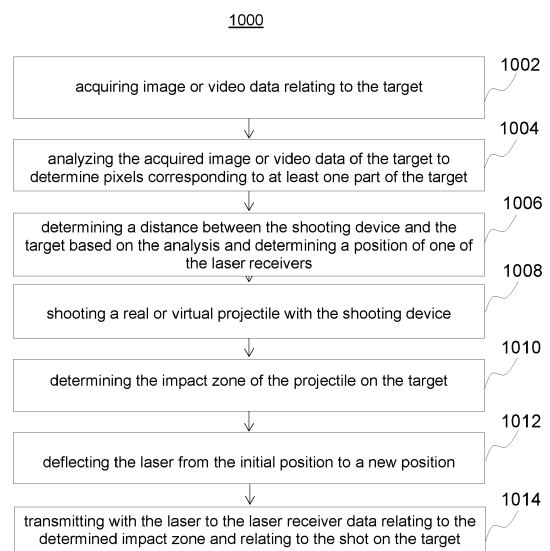 1000
1002
acquiring image or video data relating to the target
1004
analyzing the acquired image or video data of the target to
determine pixels corresponding to at least one part of the target
1006
determining a distance between the shooting device and the
target based on the analysis and determining a position of one of
the laser receivers
1008
shooting a real or virtual projectile with the shooting device
1010
determining the impact zone of the projectile on the target
1012
deflecting the laser from the initial position to a new position
1014
transmitting with the laser to the laser receiver data relating to the
determined impact zone and relating to the shot on the target